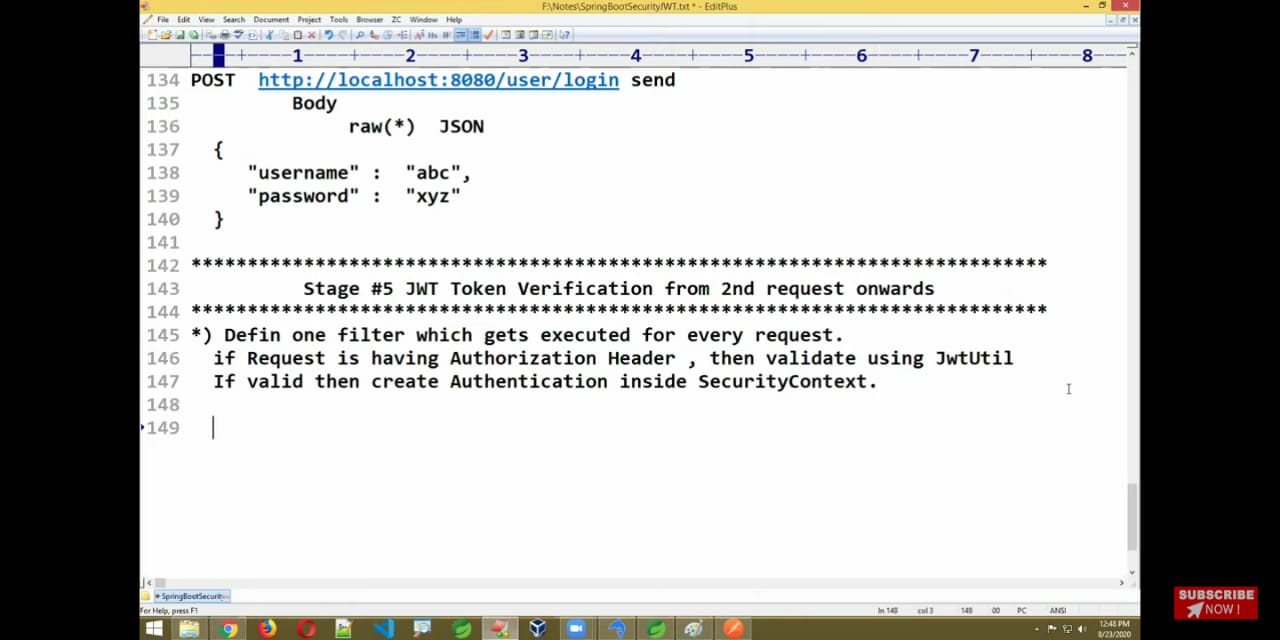 F:\Notes\SpringBootSecurity/WT.txt * - EditPlus
File Edit View Search Document Project Tools Browser ZC Window Help
1 2 3 4 5 6 7 8
134 POST http://localhost:8080/user/login send
135 Body
136 raw(*) JSON
137 {
138 "username" : "abc",
139 "password" : "xyz"
140 }
141
142 ****************************************************************************
143 Stage #5 JWT Token Verification from 2nd request onwards
144 ****************************************************************************
145 *) Defin one filter which gets executed for every request.
146 if Request is having Authorization Header , then validate using JwtUtil
147 If valid then create Authentication inside SecurityContext.
148
149
SpringBootSecurity
For Help, press F1 ln 149 col 3 149 00 PC ANSI
12:48 PM
8/23/2020
SUBSCRIBE
NOW!